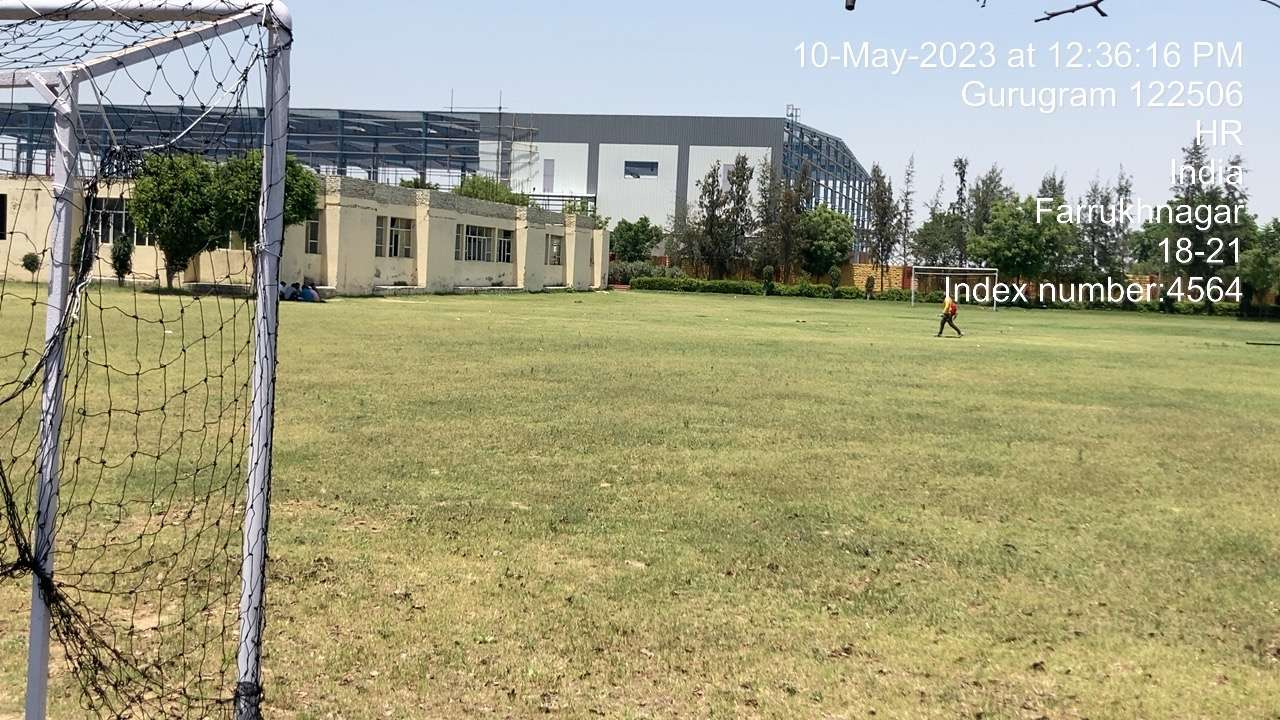 10-May-2023 at 12:36:16 PM
Gurugram 122506
HR
India
Farrukhnagar
18-21
Index number:4564